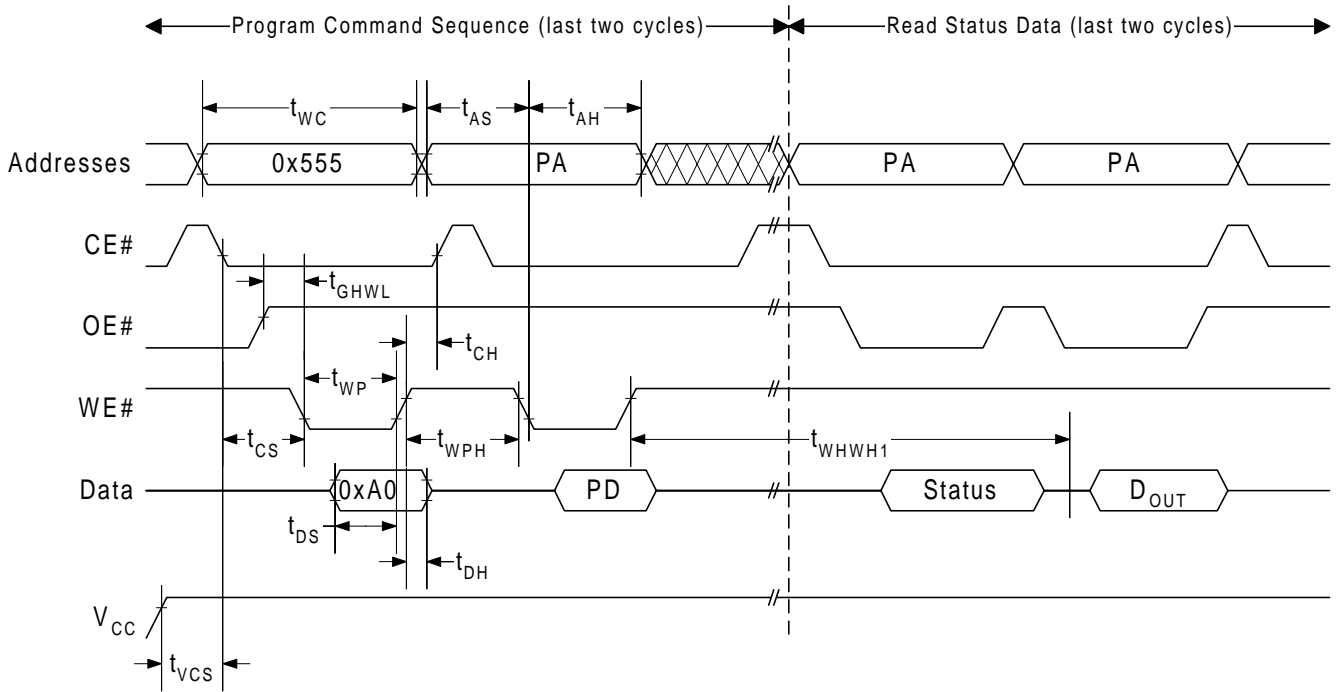 Program Command Sequence (last two cycles) Read Status Data (last two cycles)
tWC tAS tAH
Addresses 0x555 PA PA PA
CE#
tGHWL
OE#
tCH
tWP
WE#
tCS tWPH tWHWH1
Data 0xA0 PD Status DOUT
tDS
tDH
VCC
tVCS